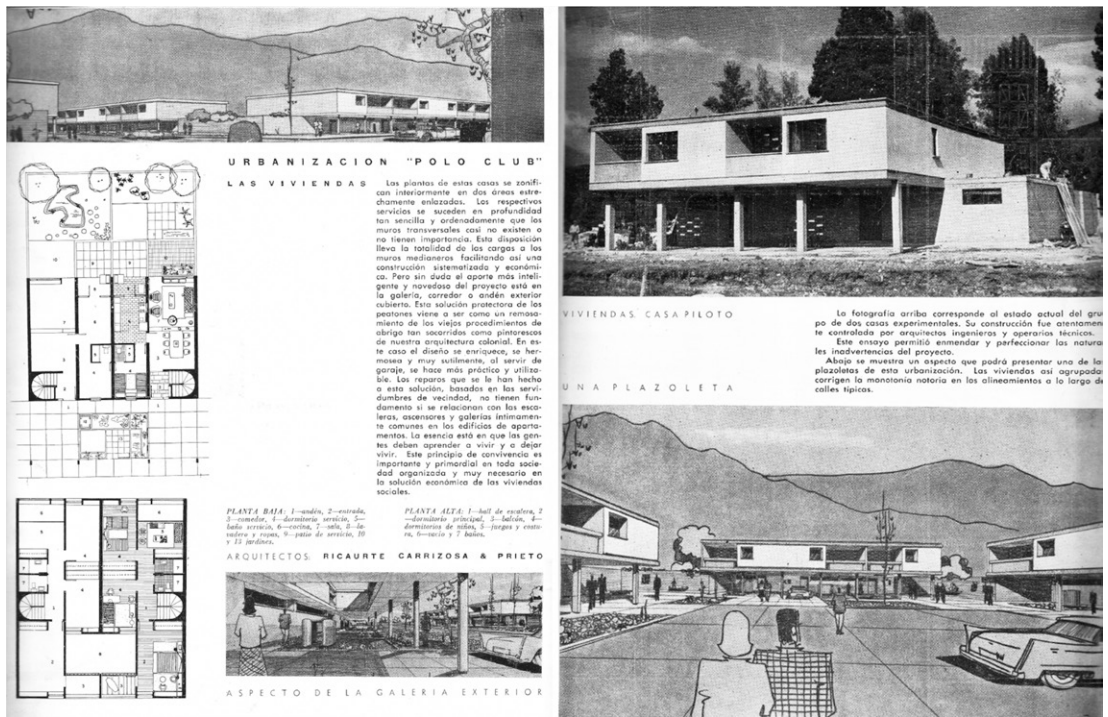 URBANIZACION "POLO CLUB"
LAS VIVIENDAS
Las plantas de estas casas se zonifi-
can interiormente en dos áreas estre-
chamente enlazadas. Los respectivos
servicios se suceden en profundidad
tan sencilla y ordenadamente que los
muros transversales casi no existen o
no tienen importancia. Esta disposición
lleva la totalidad de las cargas a los
muros medianeros facilitando así una
construcción sistematizada y económi-
ca. Pero sin duda el aporte más inteli-
gente y novedoso del proyecto está en
la galería, corredor o andén exterior
cubierto. Esta solución protectora de los
peatones viene a ser como un remosa-
miento de los viejos procedimientos de
abrigo tan socorridos como pintorescos
de nuestra arquitectura colonial. En es-
te caso el diseño se enriquece, se her-
mosea y muy sutilmente, al servir de
garaje, se hace más práctico y utiliza-
ble. Los reparos que se le han hecho
a esta solución, basados en las servi-
dumbres de vecindad, no tienen fun-
damento si se relacionan con las esca-
leras, ascensores y galerías íntimamen-
te comunes en los edificios de aparta-
mentos. La esencia está en que las gen-
tes deben aprender a vivir y a dejar
vivir. Este principio de convivencia es
importante y primordial en toda socie-
dad organizada y muy necesario en
la solución económica de las viviendas
sociales.
PLANTA BAJA: 1—andén, 2—entrada,
3—comedor, 4—dormitorio servicio, 5—
baño servicio, 6—cocina, 7—sala, 8—la-
vadero y ropas, 9—patio de servicio, 10
y 13 jardines.
PLANTA ALTA: 1—hall de escalera, 2
—dormitorio principal, 3—balcón, 4—
dormitorios de niños, 5—juegos y costu-
ra, 6—vacío y 7 baños.
ARQUITECTOS RICAURTE CARRIZOSA & PRIETO
ASPECTO DE LA GALERIA EXTERIOR
VIVIENDAS. CASA PILOTO
La fotografía arriba corresponde al estado actual del gru-
po de dos casas experimentales. Su construcción fue atentamen-
te controlada por arquitectos ingenieros y operarios técnicos.
Este ensayo permitió enmendar y perfeccionar las natura-
les inadvertencias del proyecto.
Abajo se muestra un aspecto que podrá presentar una de las
plazoletas de esta urbanización. Las viviendas así agrupadas
corrigen la monotonía notoria en los alineamientos a lo largo de
calles típicas.
UNA PLAZOLETA